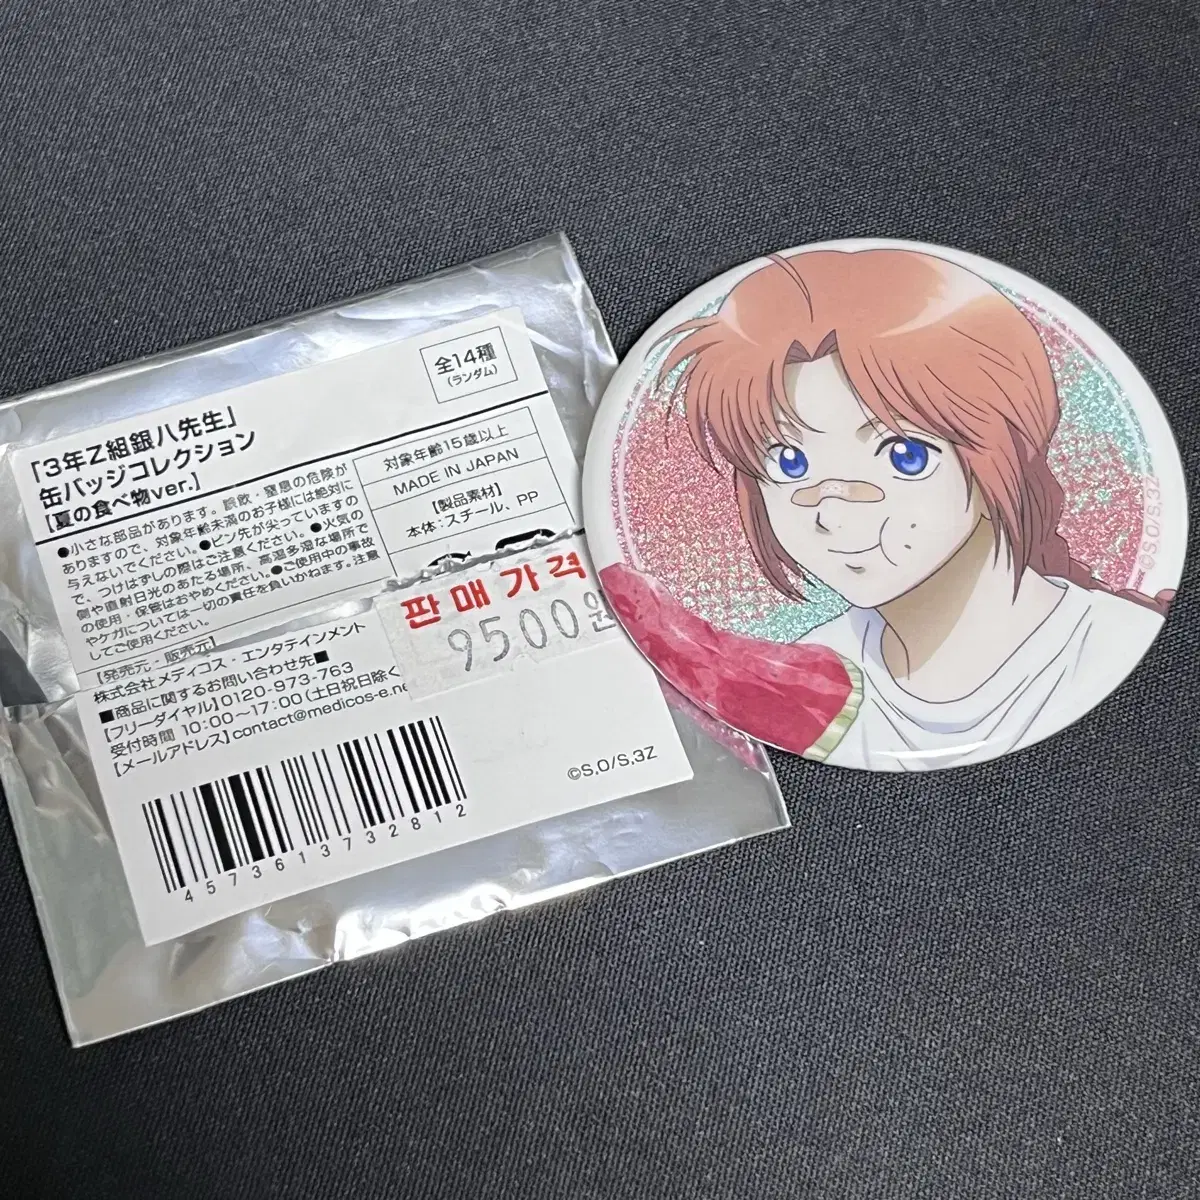 全14種
(ランダム)
「3年Z組銀八先生」
缶バッジコレクション
【夏の食べ物ver.】
●小さな部品があります。誤飲・窒息の危険が
ありますので、対象年齢未満のお子様には絶対に
与えないでください。●ピン先が尖っていますの
で、つけはずしの際はご注意ください。●火気の
側や直射日光のあたる場所、高温多湿な場所で
の使用・保管はおやめください。●ご使用中の事故
やケガについては一切の責任を負いかねます。注意
してご使用ください。
対象年齢15歳以上
MADE IN JAPAN
【製品素材】
本体:スチール、PP
판매가격
9500원
【発売元・販売元】
株式会社メディコス・エンタテインメント
■商品に関するお問い合わせ先■
【フリーダイヤル】0120-973-763
受付時間 10:00～17:00(土日祝日除く
【メールアドレス】contact@medicos-e.ne
©S,O/S,3Z
4573613732812
©S,O/S,3Z